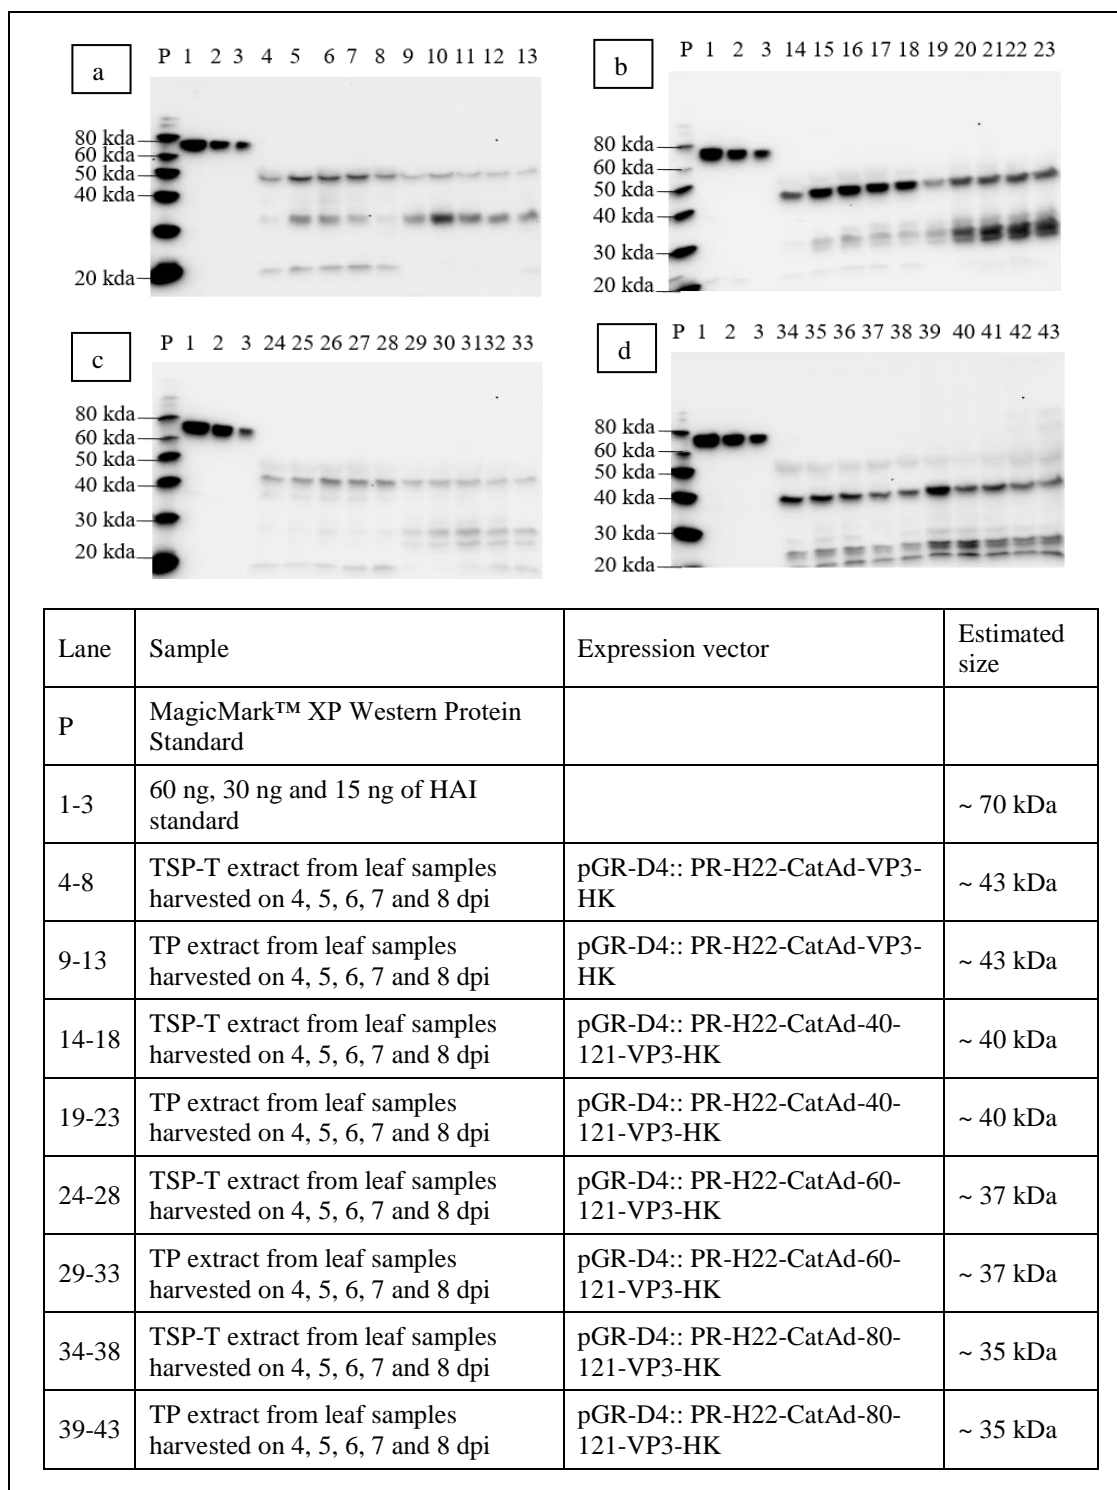 a
P 1 2 3 4 5 6 7 8 9 10 11 12 13
80 kda
60 kda
50 kda
40 kda
20 kda
b
P 1 2 3 14 15 16 17 18 19 20 21 22 23
80 kda
60 kda
50 kda
40 kda
30 kda
20 kda
c
P 1 2 3 24 25 26 27 28 29 30 31 32 33
80 kda
60 kda
50 kda
40 kda
30 kda
20 kda
d
P 1 2 3 34 35 36 37 38 39 40 41 42 43
80 kda
60 kda
50 kda
40 kda
30 kda
20 kda
Lane Sample Expression vector Estimated
size
P MagicMark™ XP Western Protein
Standard
1-3 60 ng, 30 ng and 15 ng of HAI
standard ~ 70 kDa
4-8 TSP-T extract from leaf samples
harvested on 4, 5, 6, 7 and 8 dpi pGR-D4:: PR-H22-CatAd-VP3-
HK ~ 43 kDa
9-13 TP extract from leaf samples
harvested on 4, 5, 6, 7 and 8 dpi pGR-D4:: PR-H22-CatAd-VP3-
HK ~ 43 kDa
14-18 TSP-T extract from leaf samples
harvested on 4, 5, 6, 7 and 8 dpi pGR-D4:: PR-H22-CatAd-40-
121-VP3-HK ~ 40 kDa
19-23 TP extract from leaf samples
harvested on 4, 5, 6, 7 and 8 dpi pGR-D4:: PR-H22-CatAd-40-
121-VP3-HK ~ 40 kDa
24-28 TSP-T extract from leaf samples
harvested on 4, 5, 6, 7 and 8 dpi pGR-D4:: PR-H22-CatAd-60-
121-VP3-HK ~ 37 kDa
29-33 TP extract from leaf samples
harvested on 4, 5, 6, 7 and 8 dpi pGR-D4:: PR-H22-CatAd-60-
121-VP3-HK ~ 37 kDa
34-38 TSP-T extract from leaf samples
harvested on 4, 5, 6, 7 and 8 dpi pGR-D4:: PR-H22-CatAd-80-
121-VP3-HK ~ 35 kDa
39-43 TP extract from leaf samples
harvested on 4, 5, 6, 7 and 8 dpi pGR-D4:: PR-H22-CatAd-80-
121-VP3-HK ~ 35 kDa